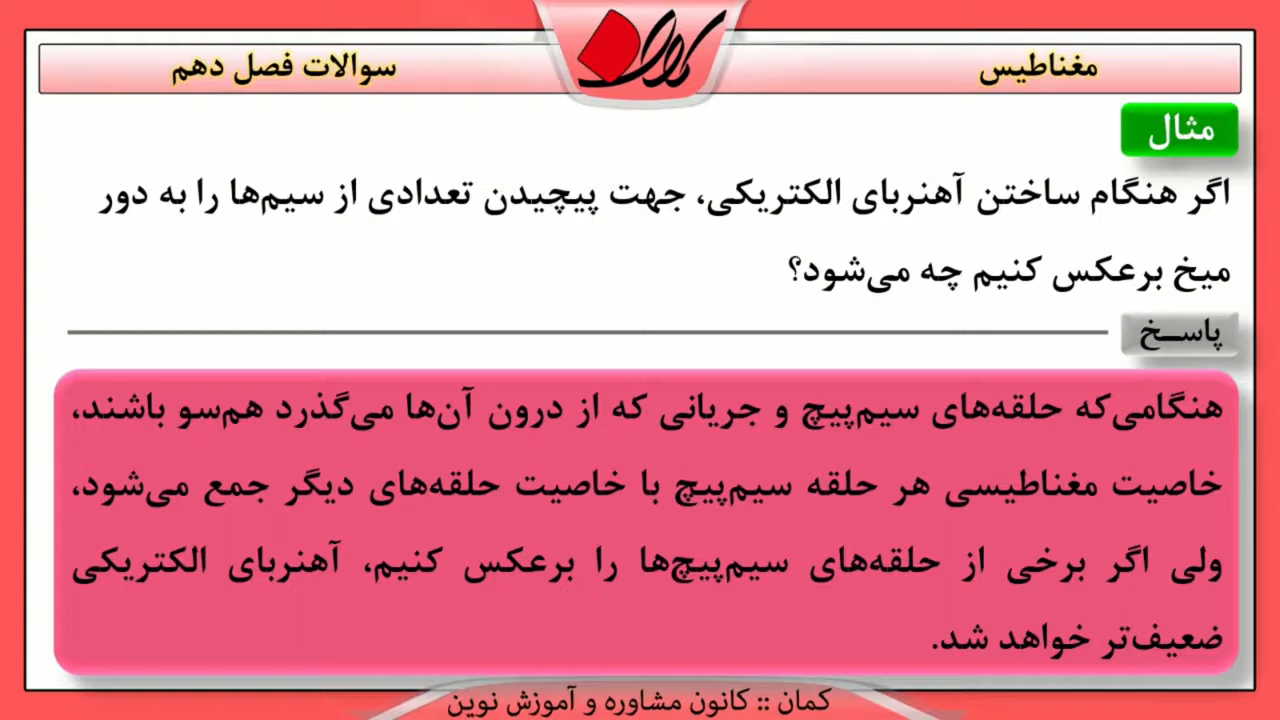 مغناطیس
سوالات فصل دهم
مثال
اگر هنگام ساختن آهنربای الکتریکی، جهت پیچیدن تعدادی از سیم‌ها را به دور
میخ برعکس کنیم چه می‌شود؟
پاسـخ
هنگامی‌که حلقه‌های سیم‌پیچ و جریانی که از درون آن‌ها می‌گذرد هم‌سو باشند،
خاصیت مغناطیسی هر حلقه سیم‌پیچ با خاصیت حلقه‌های دیگر جمع می‌شود،
ولی اگر برخی از حلقه‌های سیم‌پیچ‌ها را برعکس کنیم، آهنربای الکتریکی
ضعیف‌تر خواهد شد.
کمان :: کانون مشاوره و آموزش نوین